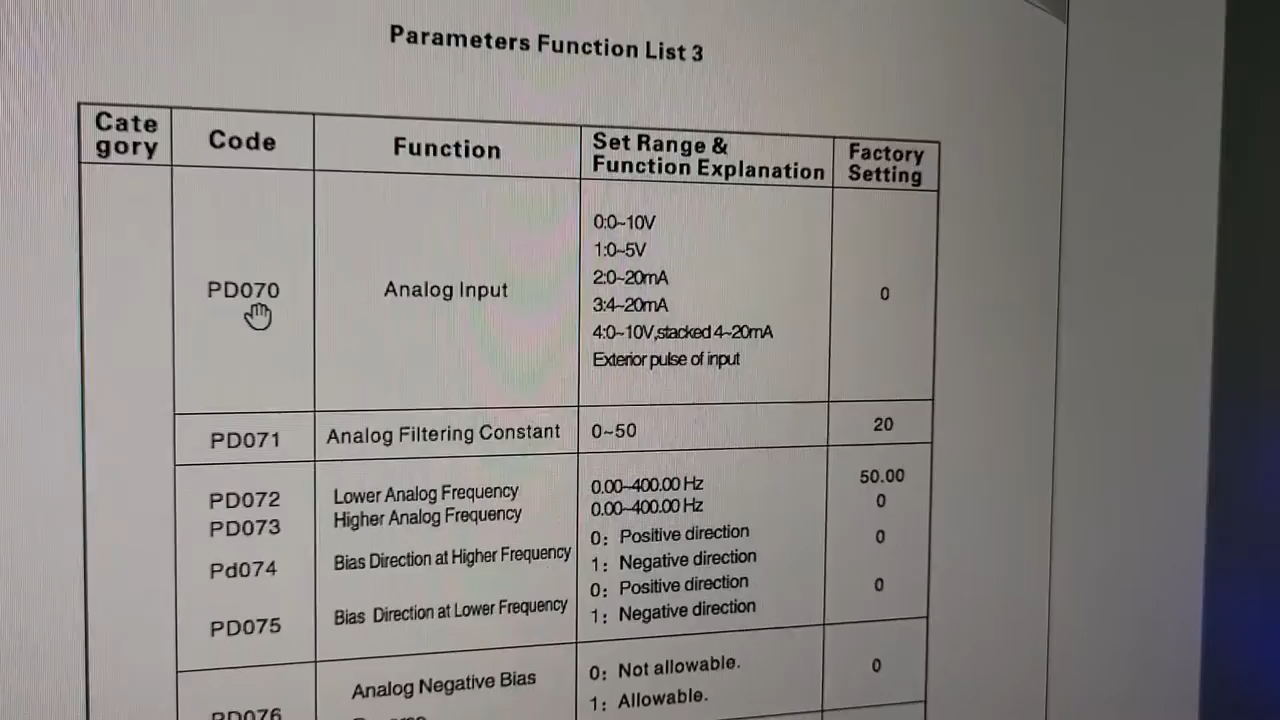 Parameters Function List 3
Cate
gory
Code
Function
Set Range &
Function Explanation
Factory
Setting
PD070
Analog Input
0:0~10V
1:0~5V
2:0~20mA
3:4~20mA
4:0~10V,stacked 4~20mA
Exterior pulse of input
0
PD071
Analog Filtering Constant
0~50
20
PD072
Lower Analog Frequency
0.00~400.00 Hz
50.00
PD073
Higher Analog Frequency
0.00~400.00 Hz
0
Pd074
Bias Direction at Higher Frequency
0: Positive direction
1: Negative direction
0
PD075
Bias Direction at Lower Frequency
0: Positive direction
1: Negative direction
0
PD076
Analog Negative Bias
0: Not allowable.
1: Allowable.
0